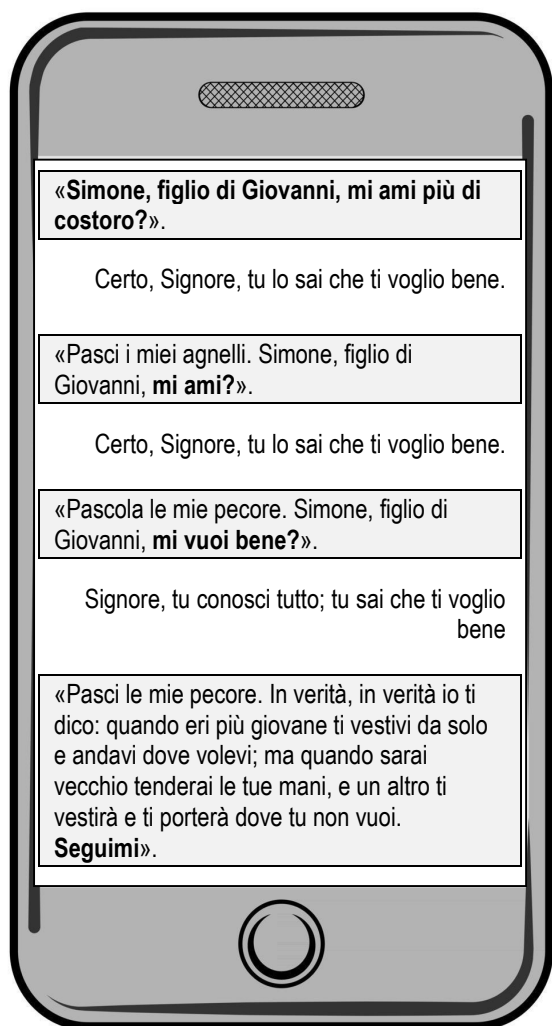 «Simone, figlio di Giovanni, mi ami più di
costoro?».
Certo, Signore, tu lo sai che ti voglio bene.
«Pasci i miei agnelli. Simone, figlio di
Giovanni, mi ami?».
Certo, Signore, tu lo sai che ti voglio bene.
«Pascola le mie pecore. Simone, figlio di
Giovanni, mi vuoi bene?».
Signore, tu conosci tutto; tu sai che ti voglio
bene
«Pasci le mie pecore. In verità, in verità io ti
dico: quando eri più giovane ti vestivi da solo
e andavi dove volevi; ma quando sarai
vecchio tenderai le tue mani, e un altro ti
vestirà e ti porterà dove tu non vuoi.
Seguimi».